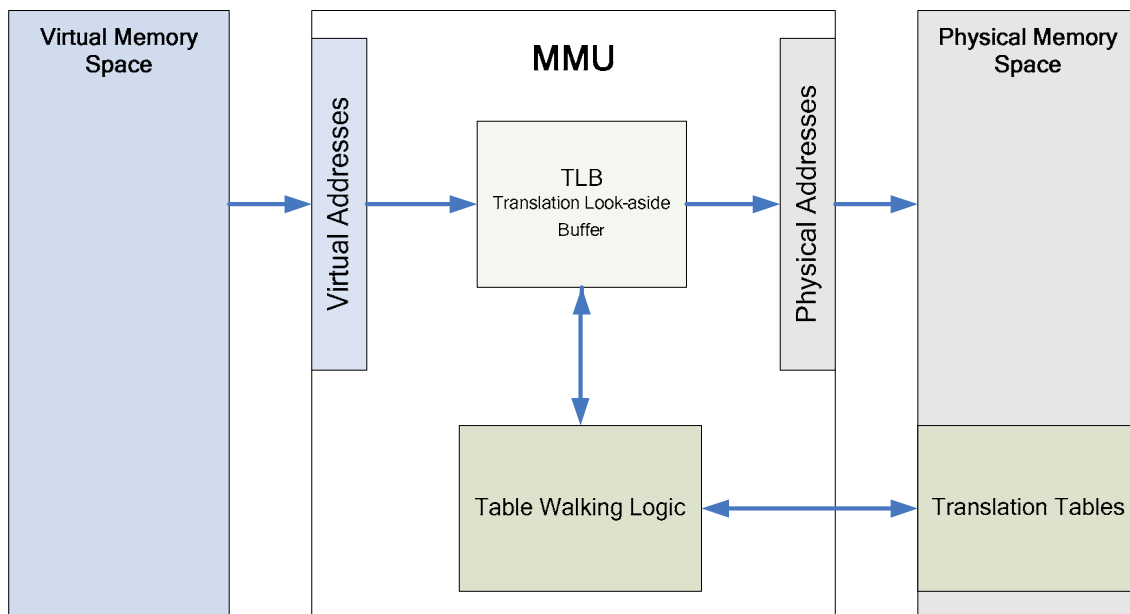 Virtual Memory
Space
MMU
Physical Memory
Space
Virtual Addresses
TLB
Translation Look-aside
Buffer
Physical Addresses
Table Walking Logic
Translation Tables